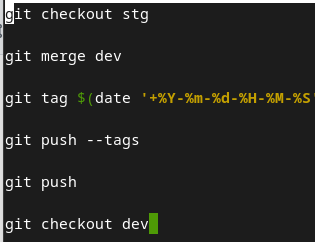 git checkout stg
git merge dev
git tag $(date '+%Y-%m-%d-%H-%M-%S'
git push --tags
git push
git checkout dev